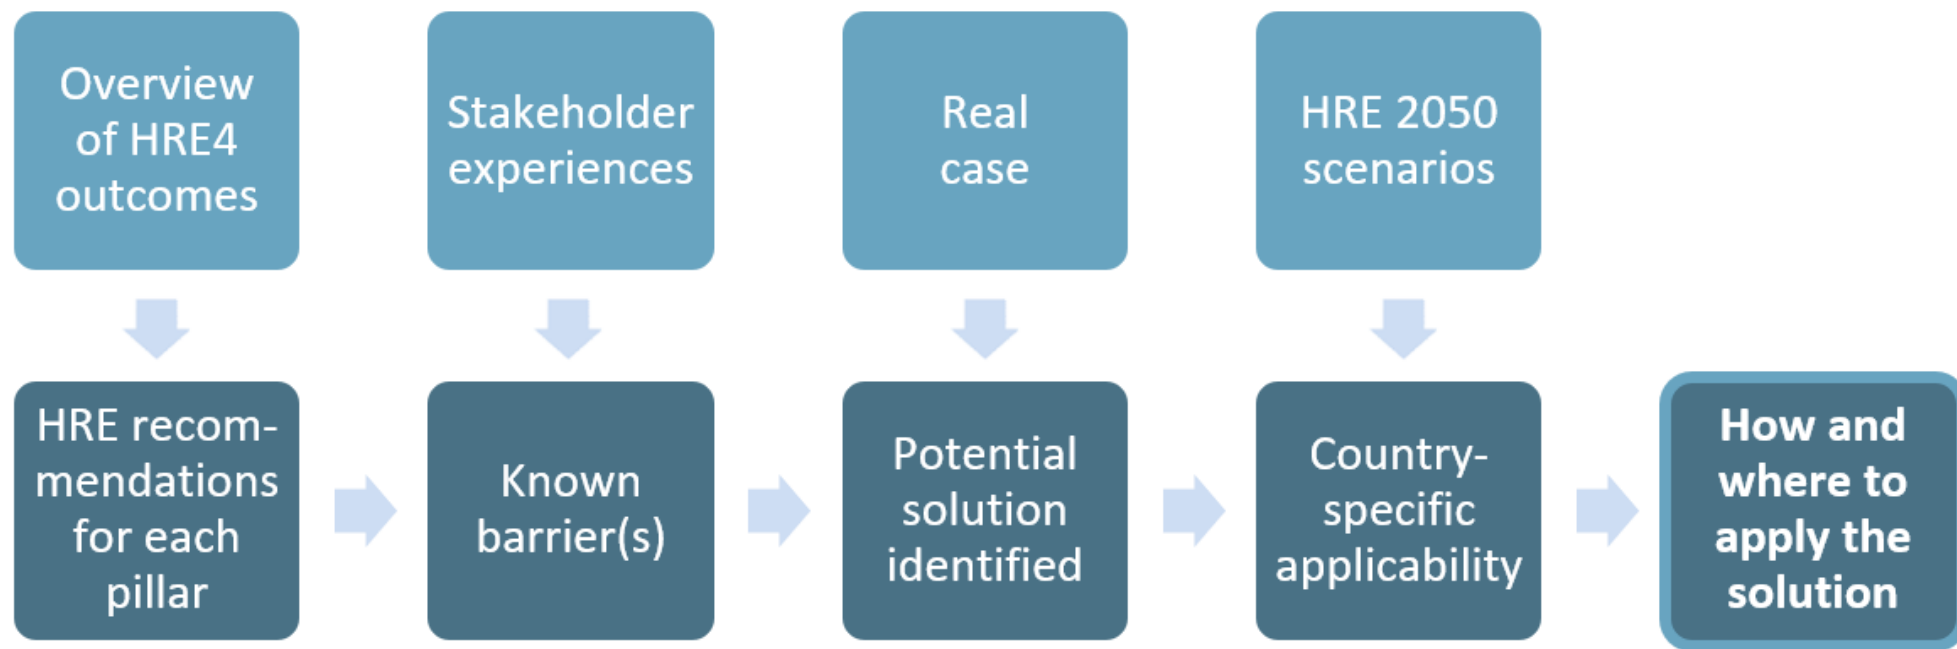 Overview
of HRE4
outcomes
Stakeholder
experiences
Real
case
HRE 2050
scenarios
HRE recom-
mendations
for each
pillar
Known
barrier(s)
Potential
solution
identified
Country-
specific
applicability
How and
where to
apply the
solution